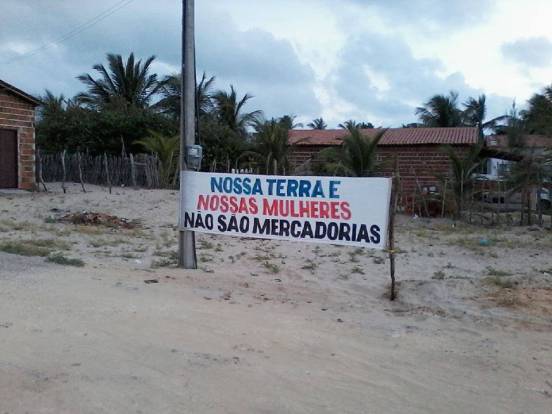 NOSSA TERRA E
NOSSAS MULHERES
NÃO SÃO MERCADORIAS